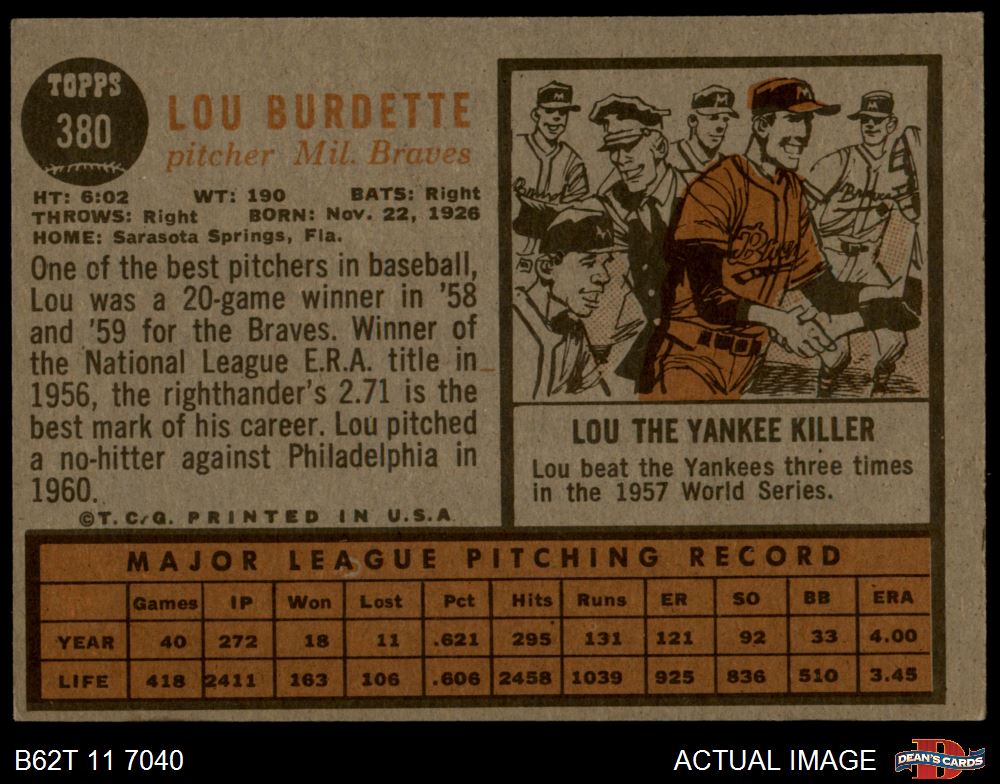 TOPPS
380
LOU BURDETTE
pitcher Mil. Braves
HT: 6:02 WT: 190 BATS: Right
THROWS: Right BORN: Nov. 22, 1926
HOME: Sarasota Springs, Fla.
One of the best pitchers in baseball,
Lou was a 20-game winner in '58
and '59 for the Braves. Winner of
the National League E.R.A. title in
1956, the righthander's 2.71 is the
best mark of his career. Lou pitched
a no-hitter against Philadelphia in
1960.
©T. C. G. PRINTED IN U.S.A.
M
M
M
M
M
Braves
Braves
LOU THE YANKEE KILLER
Lou beat the Yankees three times
in the 1957 World Series.
MAJOR LEAGUE PITCHING RECORD
Games IP Won Lost Pct Hits Runs ER SO BB ERA
YEAR 40 272 18 11 .621 295 131 121 92 33 4.00
LIFE 418 2411 163 106 .606 2458 1039 925 836 510 3.45
B62T 11 7040 ACTUAL IMAGE
DEAN'S CARDS